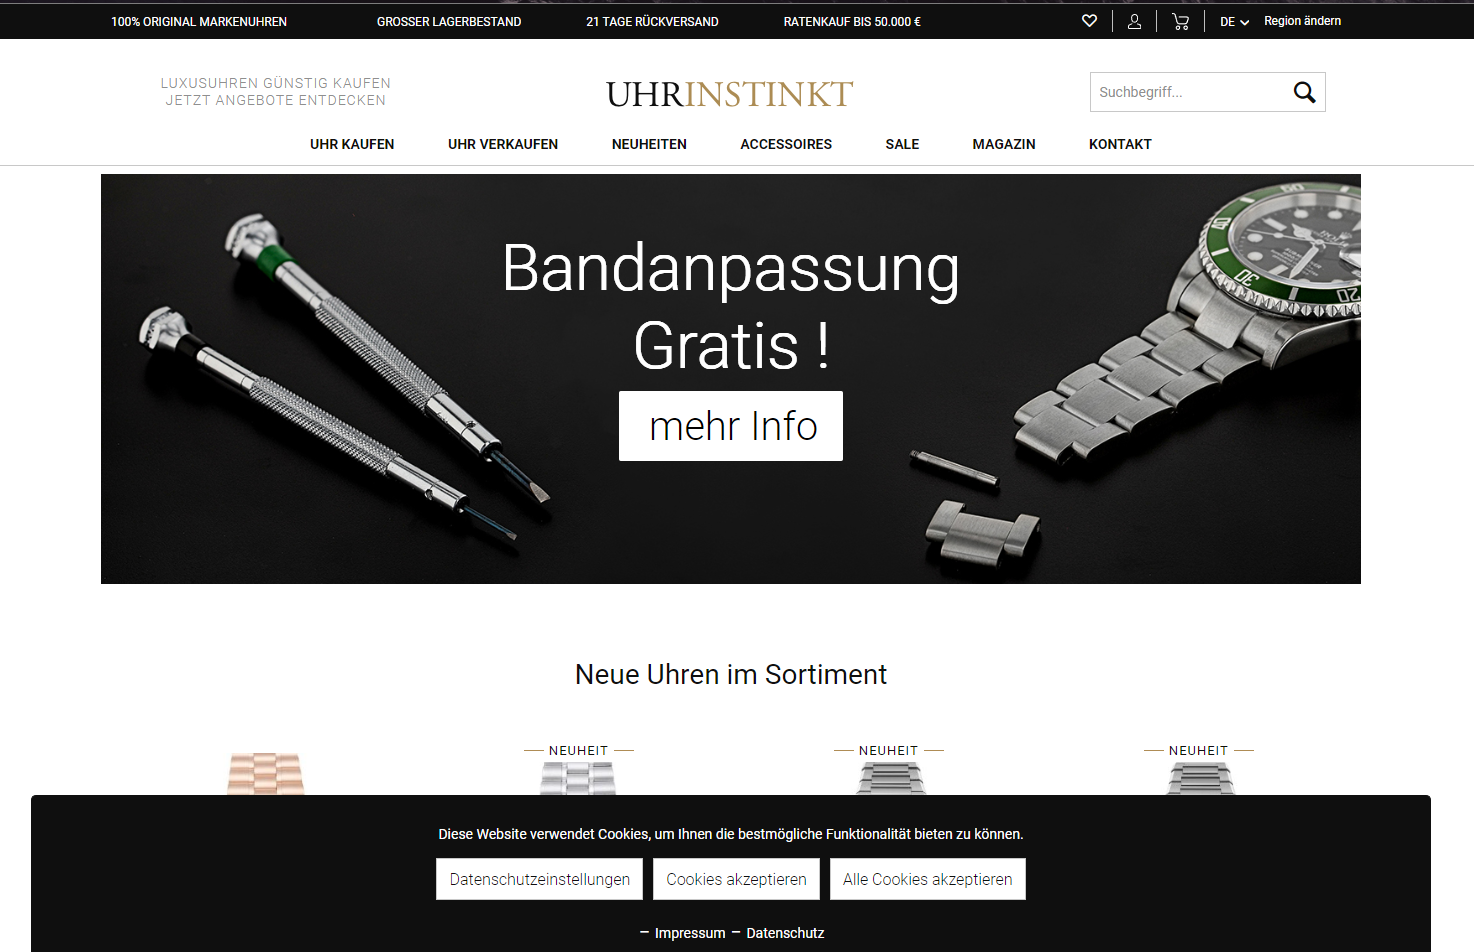 100% ORIGINAL MARKENUHREN
GROSSER LAGERBESTAND
21 TAGE RÜCKVERSAND
RATENKAUF BIS 50.000 €
DE
Region ändern
LUXUSUHREN GÜNSTIG KAUFEN
JETZT ANGEBOTE ENTDECKEN
UHRINSTINKT
Suchbegriff...
UHR KAUFEN
UHR VERKAUFEN
NEUHEITEN
ACCESSOIRES
SALE
MAGAZIN
KONTAKT
Bandanpassung
Gratis !
mehr Info
Neue Uhren im Sortiment
NEUHEIT
NEUHEIT
NEUHEIT
Diese Website verwendet Cookies, um Ihnen die bestmögliche Funktionalität bieten zu können.
Datenschutzeinstellungen
Cookies akzeptieren
Alle Cookies akzeptieren
– Impressum – Datenschutz